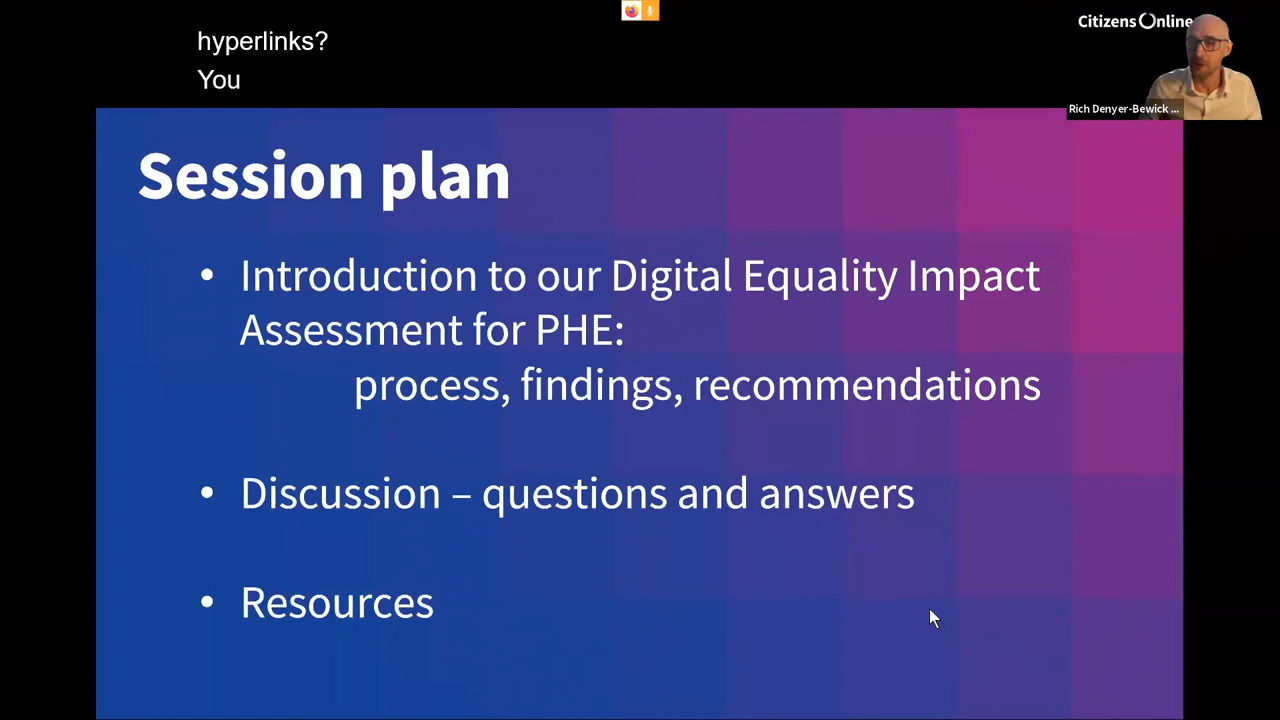 hyperlinks?
You
Citizens Online
Rich Denyer-Bewick ...
Session plan
• Introduction to our Digital Equality Impact
Assessment for PHE:
process, findings, recommendations
• Discussion – questions and answers
• Resources